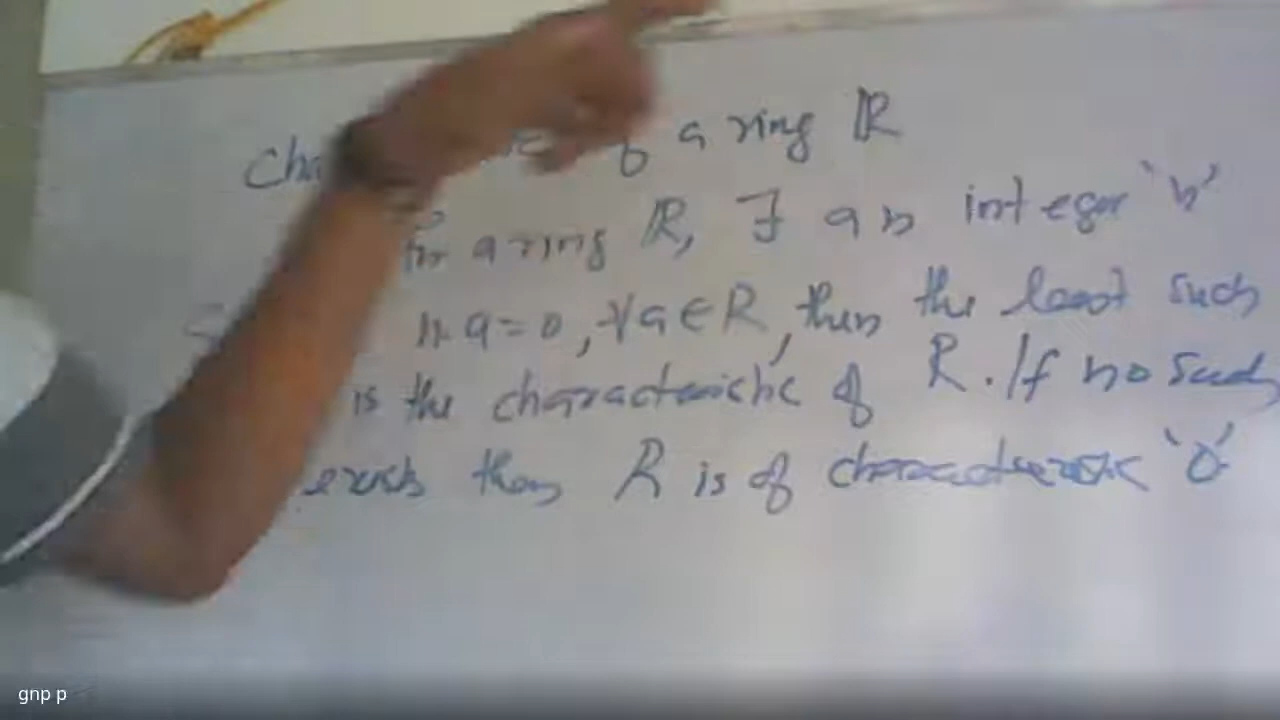 of a ring R
for a ring R, ∃ an integer 'n'
n a = 0, ∀ a ∈ R, then the least such
is the characteristic of R. If no such
exists then R is of characteristic '0'
gnp p